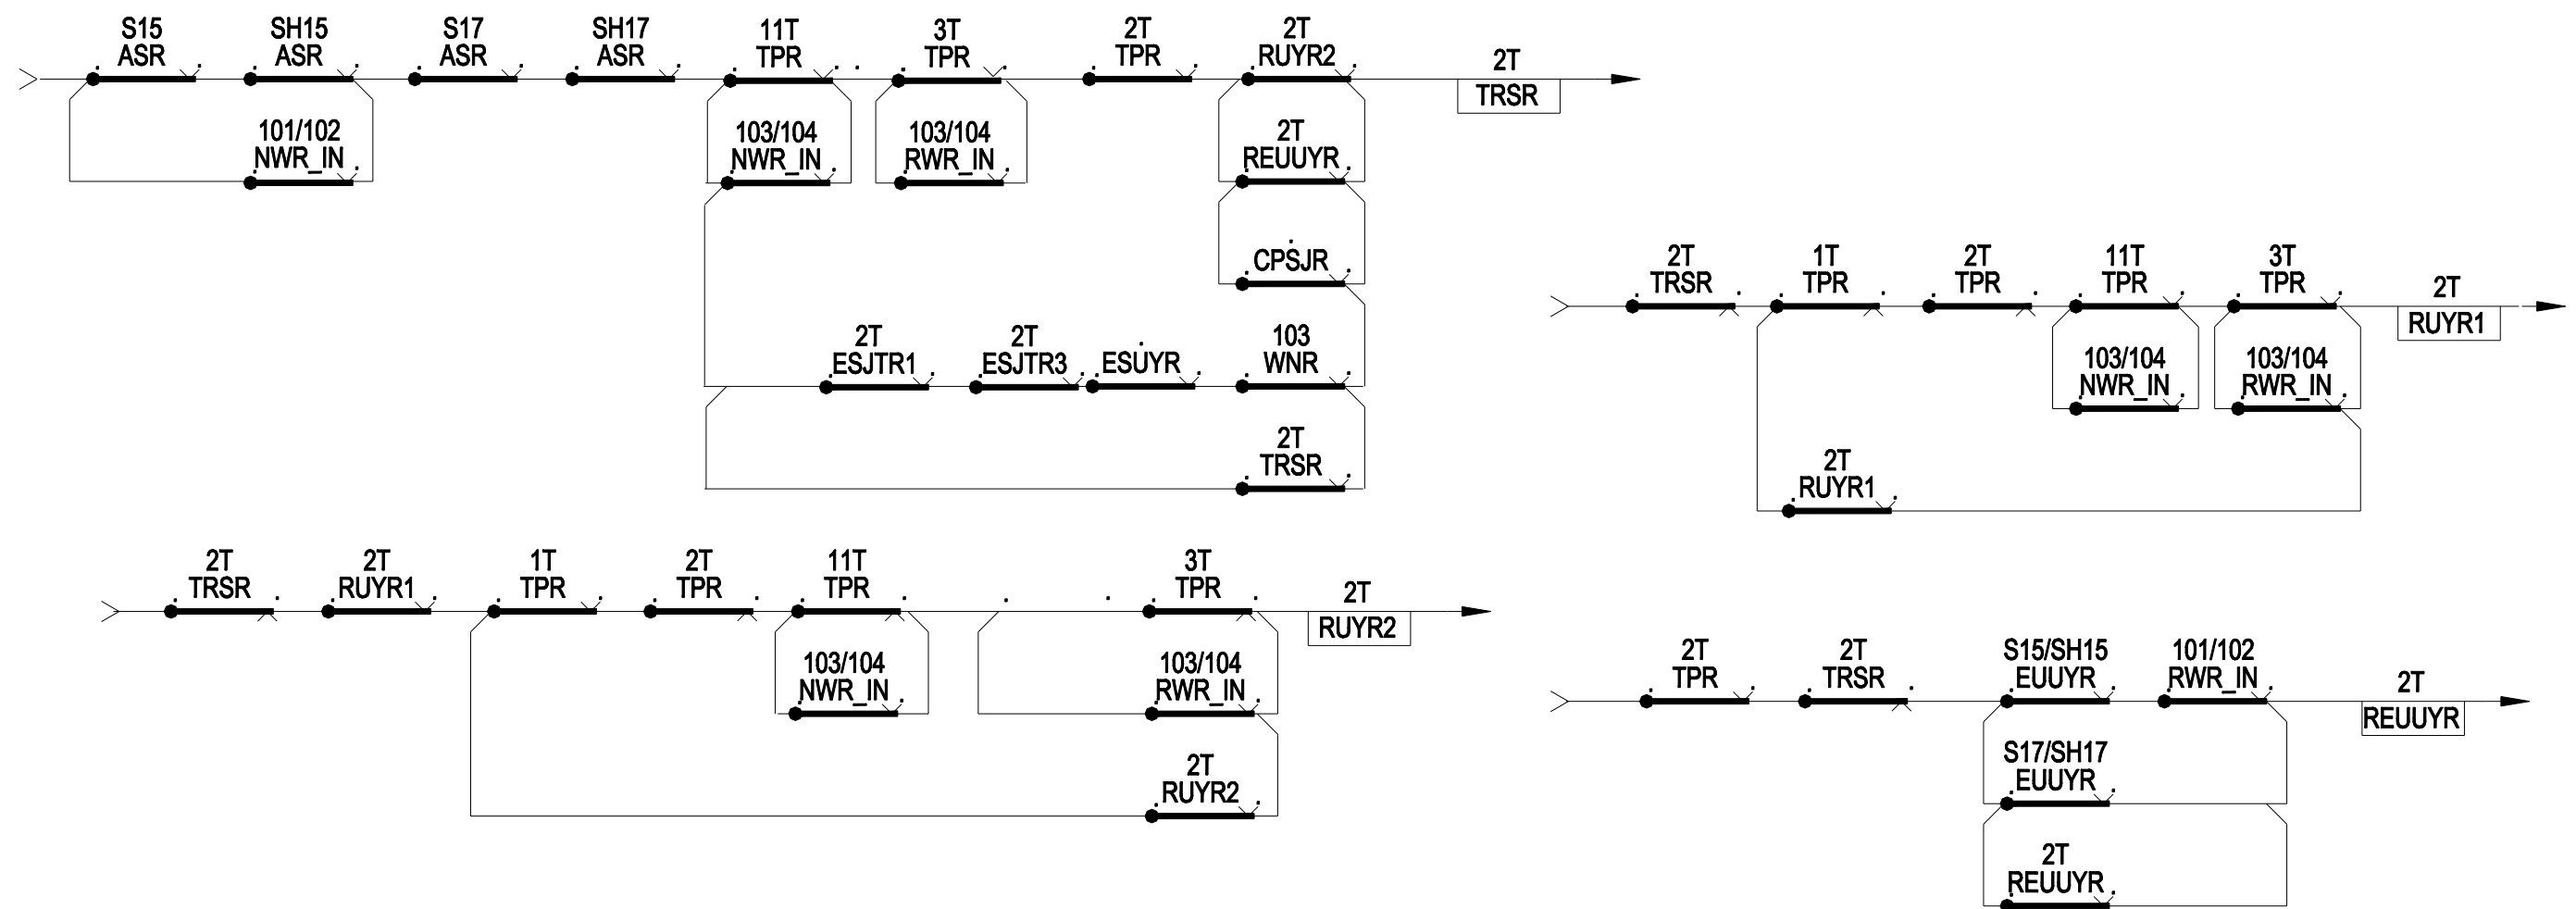 S15 SH15 S17 SH17 11T 3T 2T 2T
ASR ASR ASR ASR TPR TPR TPR RUYR2 2T
TRSR
101/102 103/104 103/104 2T
NWR_IN NWR_IN RWR_IN REUUYR
CPSJR
2T 2T 103
ESJTR1 ESJTR3 ESUYR WNR
2T
TRSR
2T 1T 2T 11T 3T
TRSR TPR TPR TPR TPR 2T
RUYR1
103/104 103/104
NWR_IN RWR_IN
2T
RUYR1
2T 2T 1T 2T 11T 3T
TRSR RUYR1 TPR TPR TPR TPR 2T
RUYR2
103/104 103/104
NWR_IN RWR_IN
2T
RUYR2
2T 2T S15/SH15 101/102
TPR TRSR EUUYR RWR_IN 2T
REUUYR
S17/SH17
EUUYR
2T
REUUYR